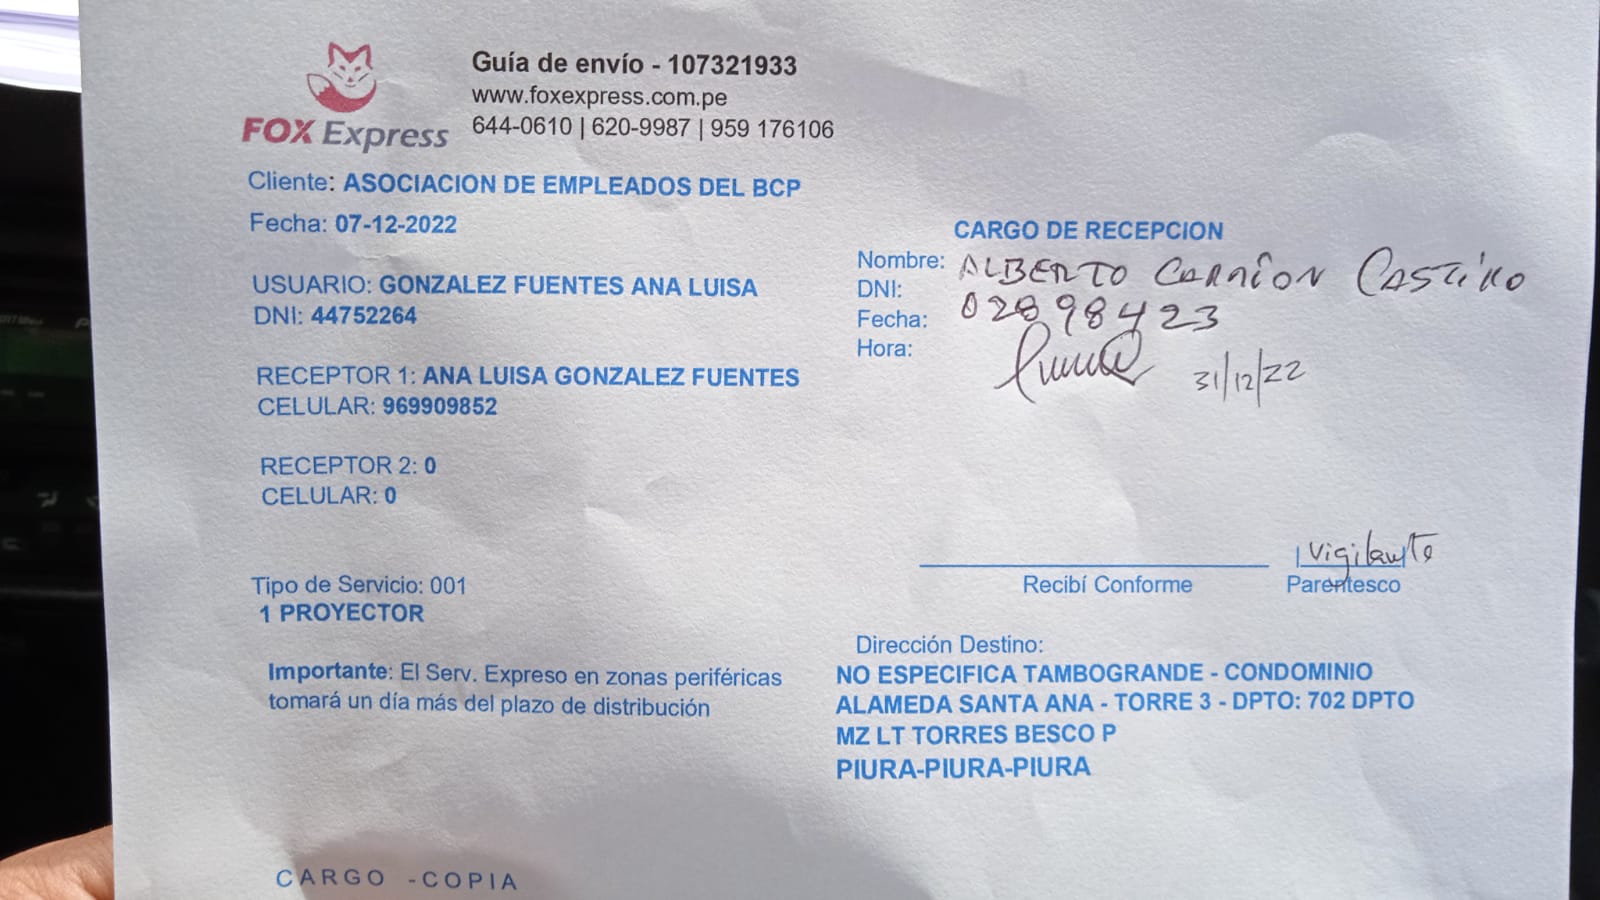 FOX Express
Guía de envío - 107321933
www.foxexpress.com.pe
644-0610 | 620-9987 | 959 176106
Cliente: ASOCIACION DE EMPLEADOS DEL BCP
Fecha: 07-12-2022
USUARIO: GONZALEZ FUENTES ANA LUISA
DNI: 44752264
RECEPTOR 1: ANA LUISA GONZALEZ FUENTES
CELULAR: 969909852
RECEPTOR 2: 0
CELULAR: 0
Tipo de Servicio: 001
1 PROYECTOR
Importante: El Serv. Expreso en zonas periféricas
tomará un día más del plazo de distribución
CARGO -COPIA
CARGO DE RECEPCION
Nombre: ALBERTO CARRION
DNI: 02898423
Fecha:
Hora:
31/12/22
Vigilante
Recibí Conforme Parentesco
Dirección Destino:
NO ESPECIFICA TAMBOGRANDE - CONDOMINIO
ALAMEDA SANTA ANA - TORRE 3 - DPTO: 702 DPTO
MZ LT TORRES BESCO P
PIURA-PIURA-PIURA